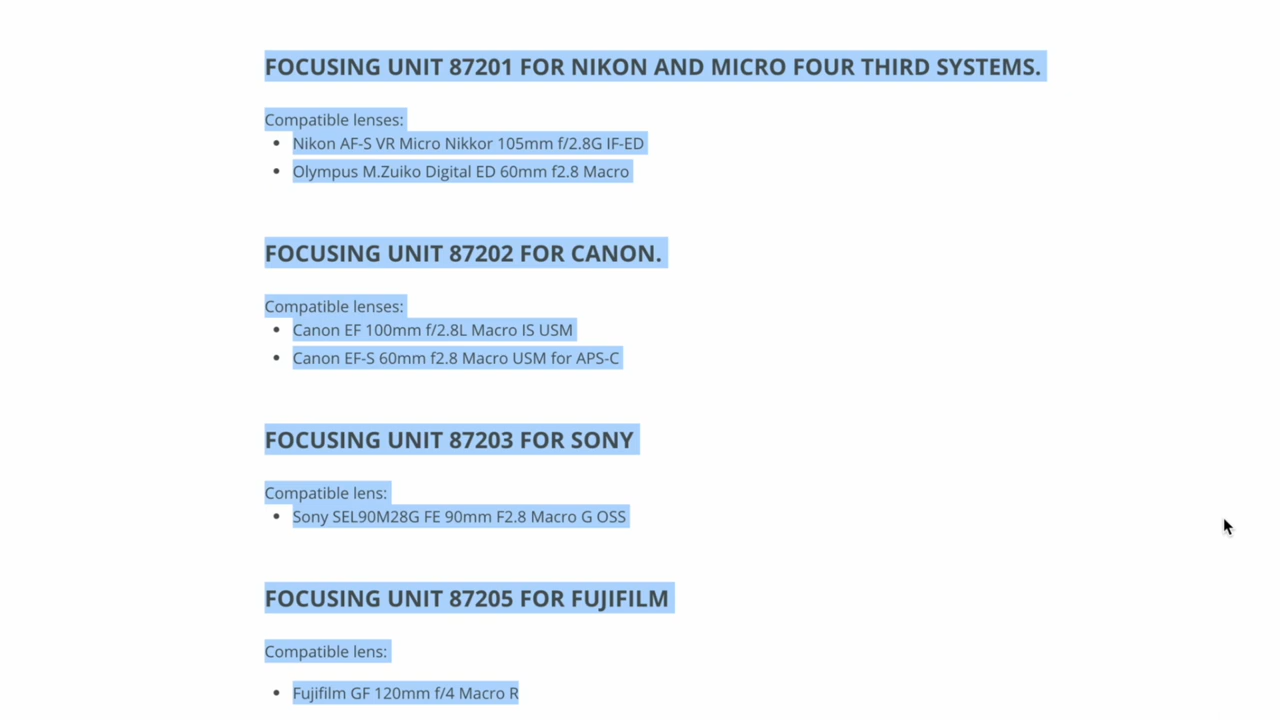 FOCUSING UNIT 87201 FOR NIKON AND MICRO FOUR THIRD SYSTEMS.
Compatible lenses:
• Nikon AF-S VR Micro Nikkor 105mm f/2.8G IF-ED
• Olympus M.Zuiko Digital ED 60mm f2.8 Macro
FOCUSING UNIT 87202 FOR CANON.
Compatible lenses:
• Canon EF 100mm f/2.8L Macro IS USM
• Canon EF-S 60mm f2.8 Macro USM for APS-C
FOCUSING UNIT 87203 FOR SONY
Compatible lens:
• Sony SEL90M28G FE 90mm F2.8 Macro G OSS
FOCUSING UNIT 87205 FOR FUJIFILM
Compatible lens:
• Fujifilm GF 120mm f/4 Macro R